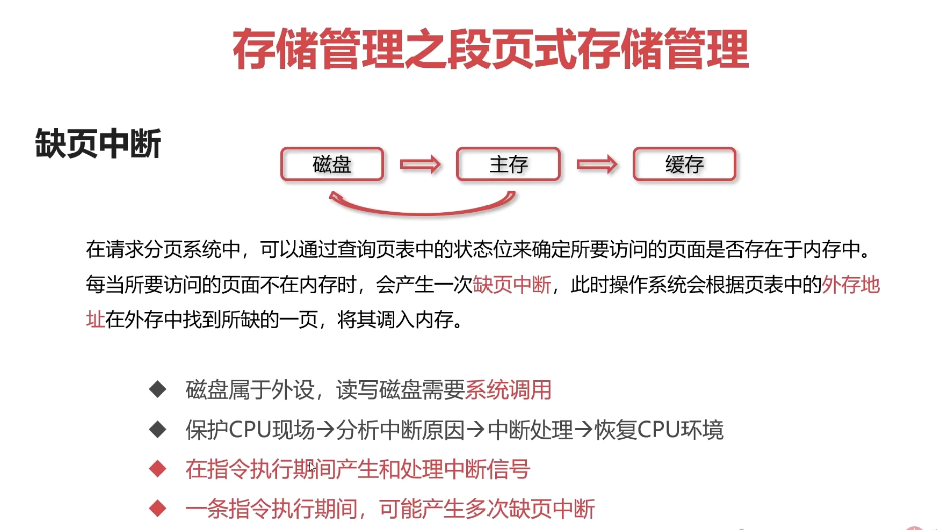 存储管理之段页式存储管理
缺页中断
磁盘
主存
缓存
在请求分页系统中，可以通过查询页表中的状态位来确定所要访问的页面是否存在于内存中。
每当所要访问的页面不在内存时，会产生一次缺页中断，此时操作系统会根据页表中的外存地
址在外存中找到所缺的一页，将其调入内存。
磁盘属于外设，读写磁盘需要系统调用
保护CPU现场→分析中断原因→中断处理→恢复CPU环境
在指令执行期间产生和处理中断信号
一条指令执行期间，可能产生多次缺页中断